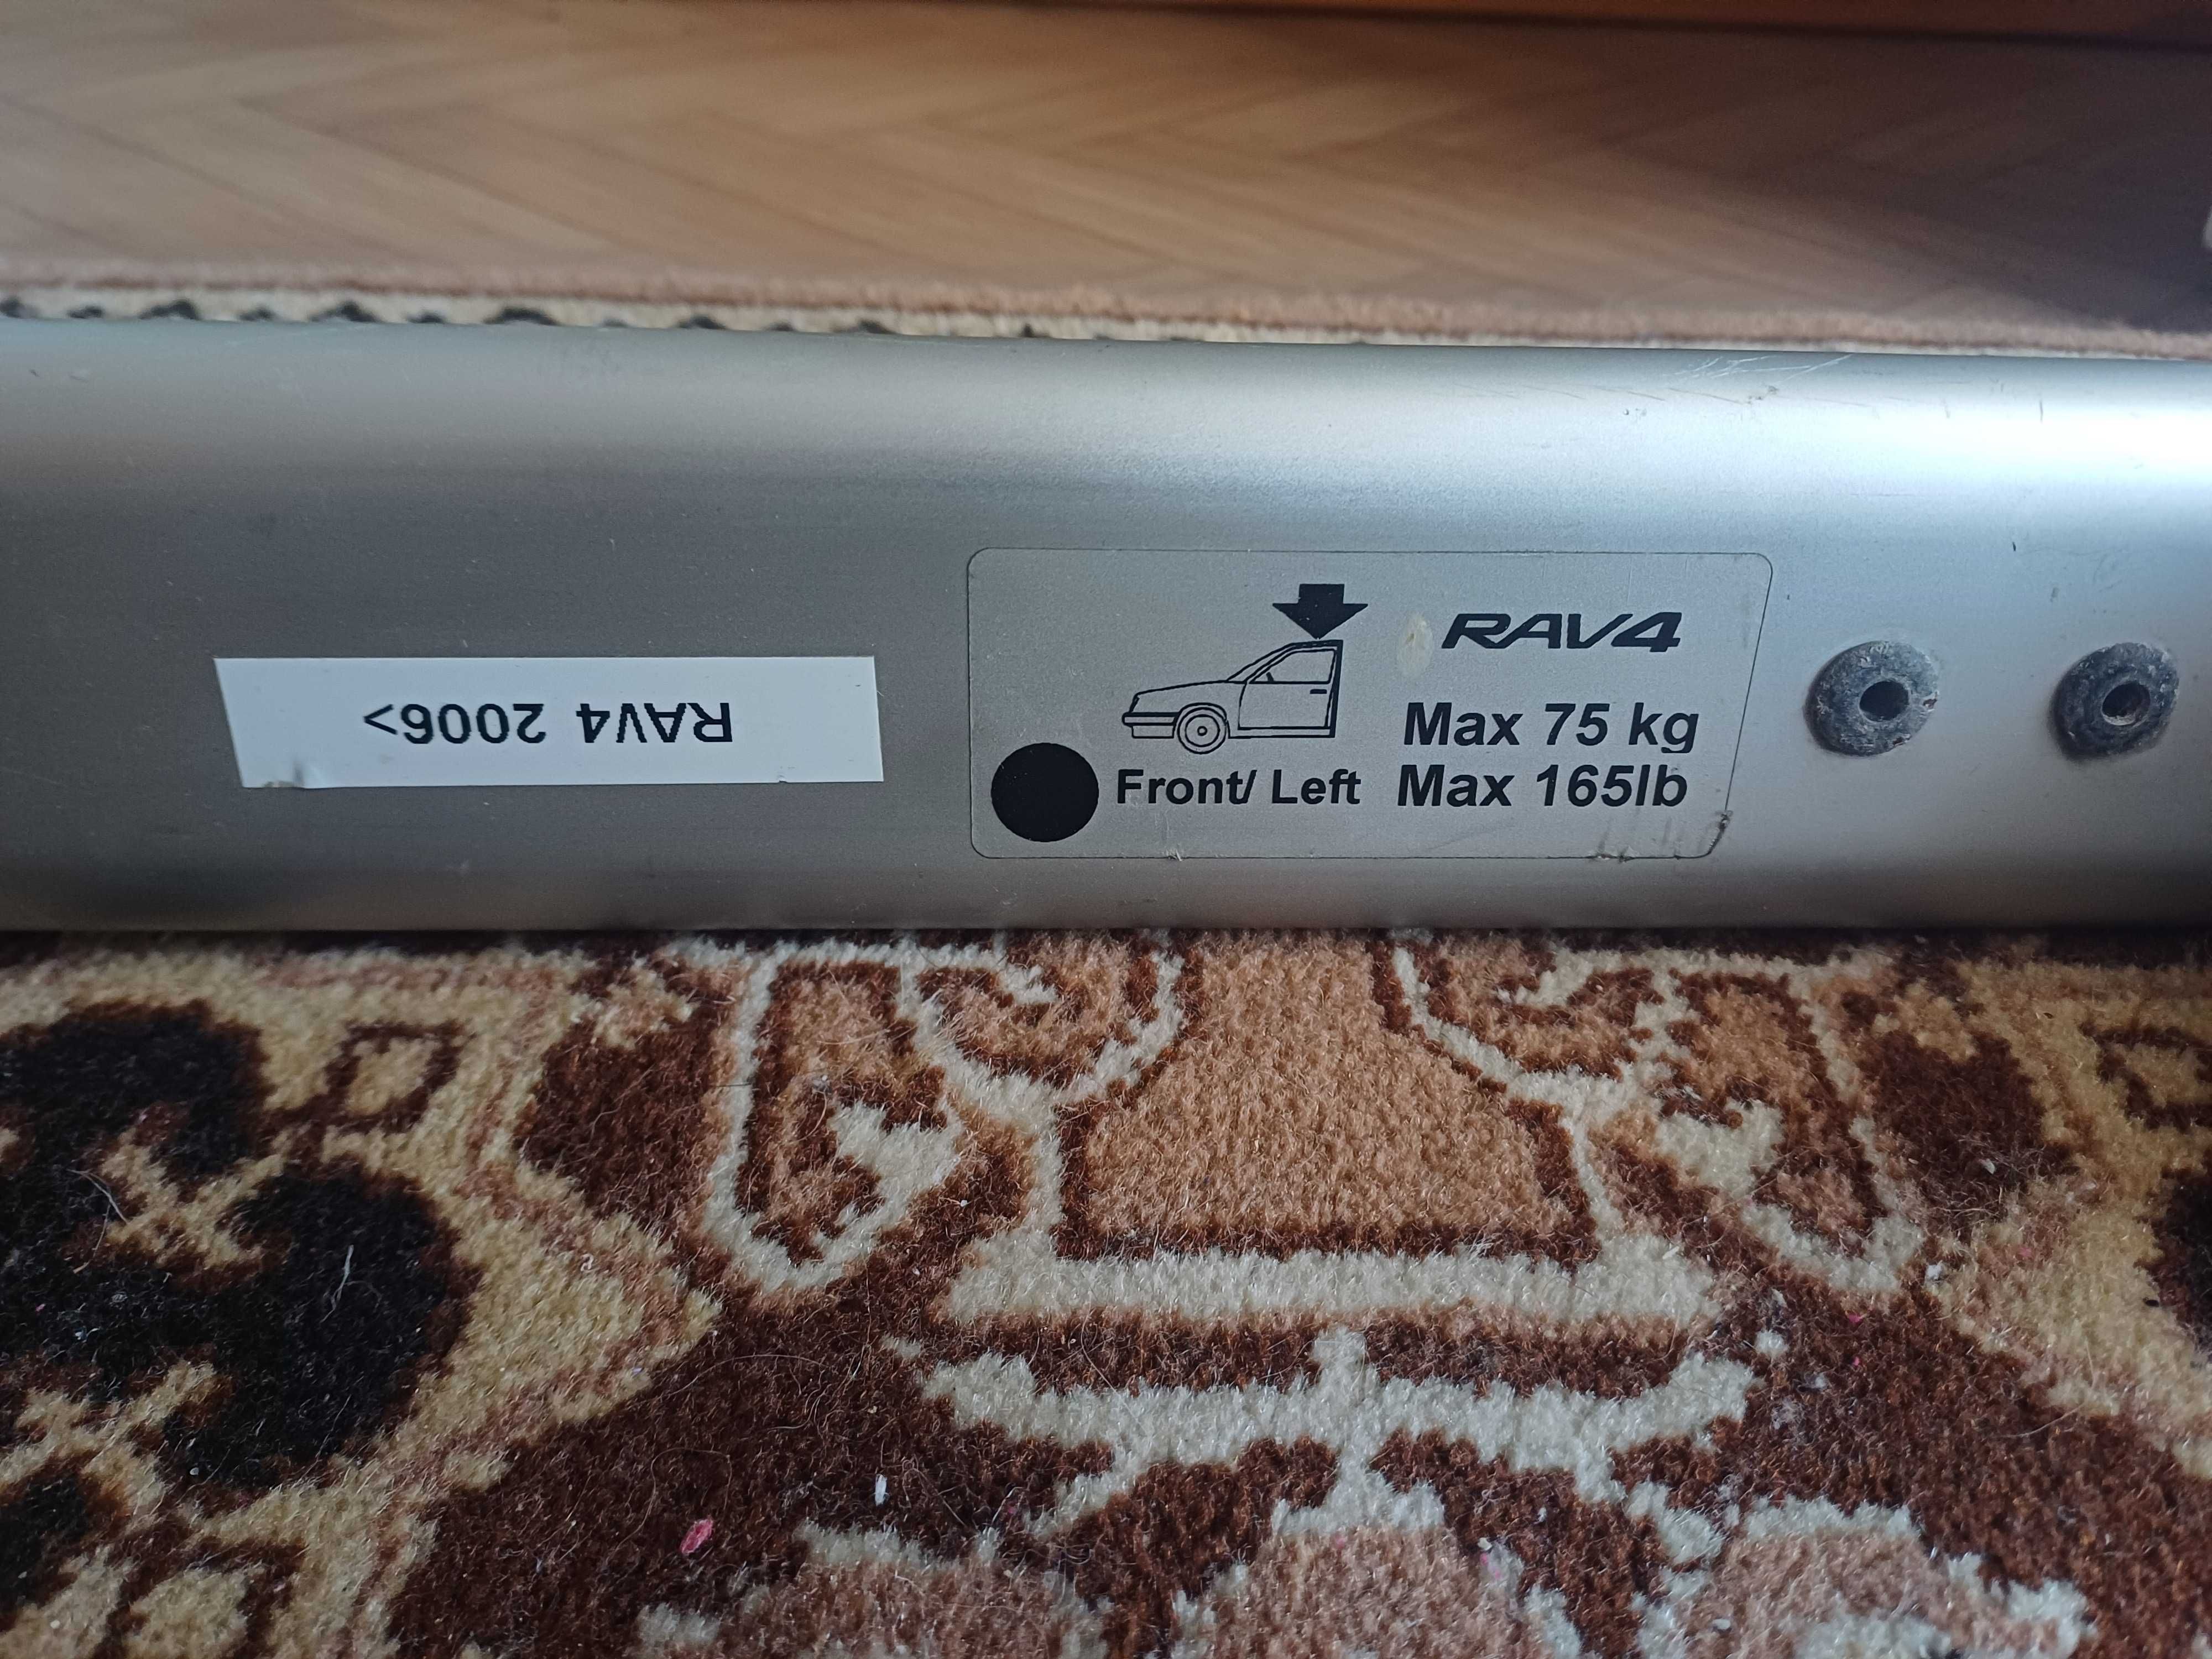 RAV4 2006>
RAV4
Max 75 kg
Front/ Left Max 165lb